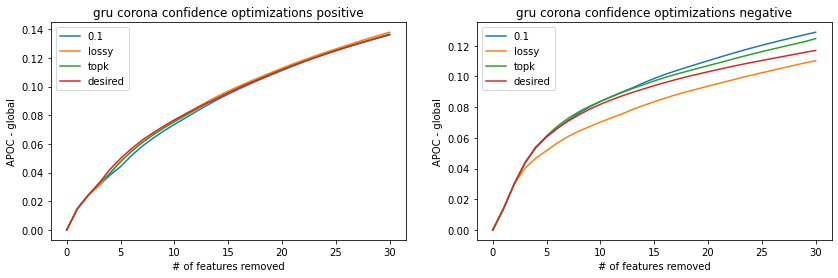 gru corona confidence optimizations positive
APOC - global
0.14
0.12
0.10
0.08
0.06
0.04
0.02
0.00
0.1
lossy
topk
desired
0 5 10 15 20 25 30
# of features removed
gru corona confidence optimizations negative
APOC - global
0.12
0.10
0.08
0.06
0.04
0.02
0.00
0.1
lossy
topk
desired
0 5 10 15 20 25 30
# of features removed